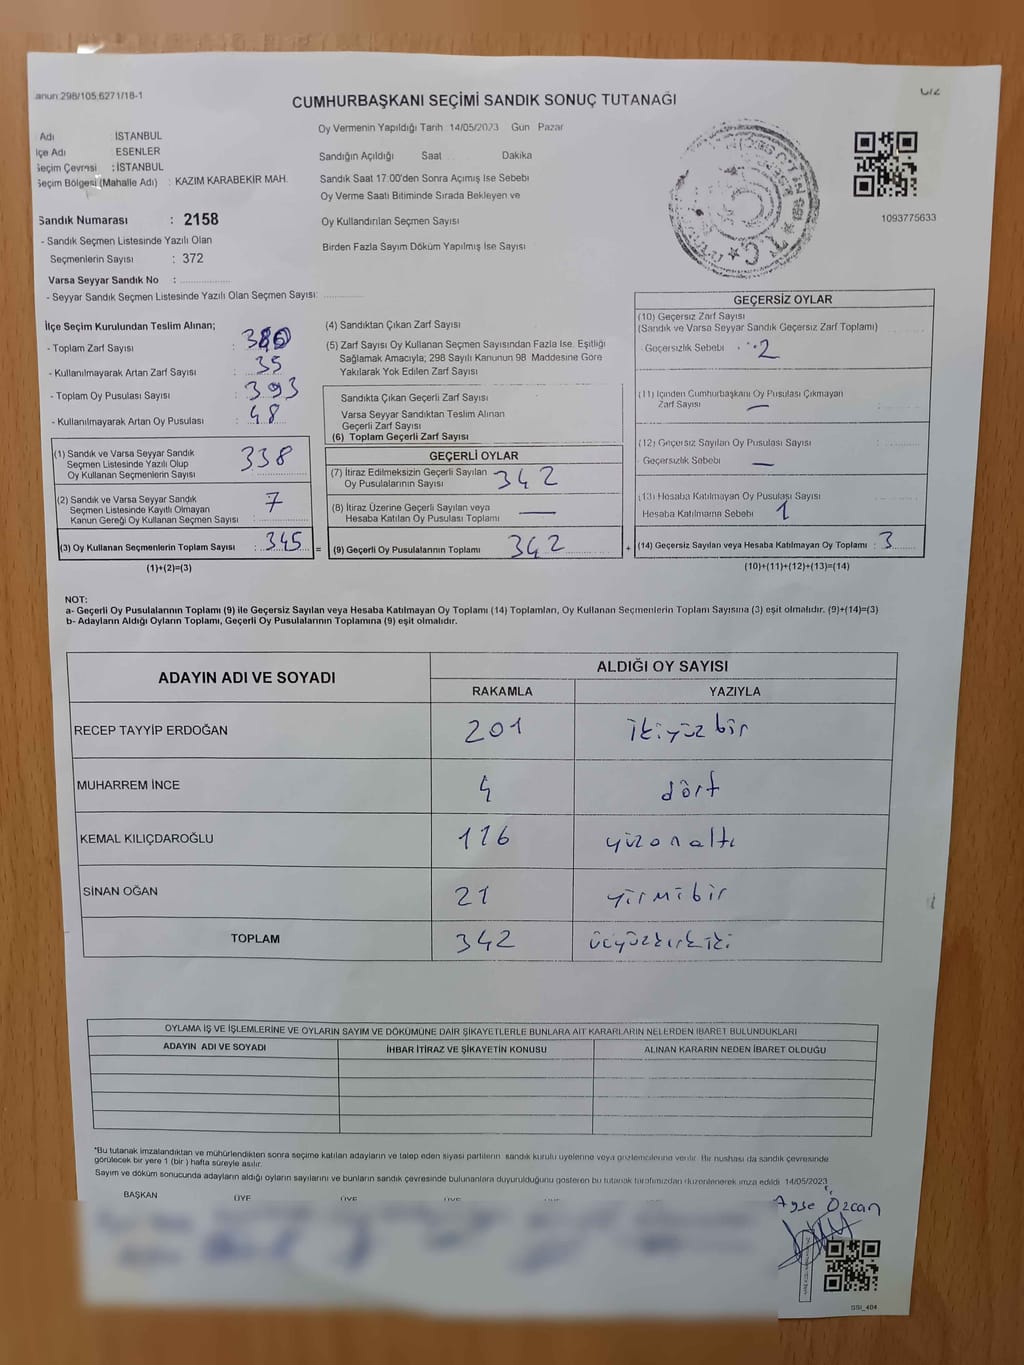 anun:298/105;6271/18-1
CUMHURBAŞKANI SEÇİMİ SANDIK SONUÇ TUTANAĞI
Oy Vermenin Yapıldığı Tarih 14/05/2023 Gün Pazar
Adı İSTANBUL
lçe Adı : ESENLER
Seçim Çevresi : İSTANBUL
Seçim Bölgesi (Mahalle Adı) : KAZIM KARABEKİR MAH.
Sandığın Açıldığı Saat Dakika
Sandık Saat 17:00'den Sonra Açımış İse Sebebi
Oy Verme Saati Bitiminde Sırada Bekleyen ve
Oy Kullandırılan Seçmen Sayısı
Birden Fazla Sayım Döküm Yapılmış İse Sayısı
1093775633
Sandık Numarası : 2158
- Sandık Seçmen Listesinde Yazılı Olan
Seçmenlerin Sayısı : 372
Varsa Seyyar Sandık No :
- Seyyar Sandık Seçmen Listesinde Yazılı Olan Seçmen Sayısı:
İlçe Seçim Kurulundan Teslim Alınan;
- Toplam Zarf Sayısı :
- Kullanılmayarak Artan Zarf Sayısı : 35
- Toplam Oy Pusulası Sayısı : 393
- Kullanılmayarak Artan Oy Pusulası : 48
(1) Sandık ve Varsa Seyyar Sandık
Seçmen Listesinde Yazılı Olup
Oy Kullanan Seçmenlerin Sayısı : 338
(2) Sandık ve Varsa Seyyar Sandık
Seçmen Listesinde Kayıtlı Olmayan
Kanun Gereği Oy Kullanan Seçmen Sayısı : 7
(3) Oy Kullanan Seçmenlerin Toplam Sayısı : 345 =
(1)+(2)=(3)
(4) Sandıktan Çıkan Zarf Sayısı
(5) Zarf Sayısı Oy Kullanan Seçmen Sayısından Fazla İse, Eşitliği
Sağlamak Amacıyla; 298 Sayılı Kanunun 98 Maddesine Göre
Yakılarak Yok Edilen Zarf Sayısı
Sandıkta Çıkan Geçerli Zarf Sayısı
Varsa Seyyar Sandıktan Teslim Alınan
Geçerli Zarf Sayısı
(6) Toplam Geçerli Zarf Sayısı
GEÇERLİ OYLAR
(7) İtiraz Edilmeksizin Geçerli Sayılan
Oy Pusulalarının Sayısı 342
(8) İtiraz Üzerine Geçerli Sayılan veya
Hesaba Katılan Oy Pusulası Toplamı —
(9) Geçerli Oy Pusulalarının Toplamı 342 +
GEÇERSİZ OYLAR
(10) Geçersiz Zarf Sayısı
(Sandık ve Varsa Seyyar Sandık Geçersiz Zarf Toplamı)
Geçersizlik Sebebi 2
(11) İçinden Cumhurbaşkanı Oy Pusulası Çıkmayan
Zarf Sayısı —
(12) Geçersiz Sayılan Oy Pusulası Sayısı
- Geçersizlik Sebebi —
(13) Hesaba Katılmayan Oy Pusulası Sayısı
Hesaba Katılmama Sebebi 1
(14) Geçersiz Sayılan veya Hesaba Katılmayan Oy Toplamı : 3
(10)+(11)+(12)+(13)=(14)
NOT:
a- Geçerli Oy Pusulalarının Toplamı (9) ile Geçersiz Sayılan veya Hesaba Katılmayan Oy Toplamı (14) Toplamları, Oy Kullanan Seçmenlerin Toplam Sayısına (3) eşit olmalıdır. (9)+(14)=(3)
b- Adayların Aldığı Oyların Toplamı, Geçerli Oy Pusulalarının Toplamına (9) eşit olmalıdır.
ADAYIN ADI VE SOYADI ALDIĞI OY SAYISI
RAKAMLA YAZIYLA
RECEP TAYYİP ERDOĞAN 201 ikiyüz bir
MUHARREM İNCE 4 dört
KEMAL KILIÇDAROĞLU 116 yüzonaltı
SİNAN OĞAN 21 yirmibir
TOPLAM 342 üçyüzkırkiki
OYLAMA İŞ VE İŞLEMLERİNE VE OYLARIN SAYIM VE DÖKÜMÜNE DAİR ŞİKAYETLERLE BUNLARA AİT KARARLARIN NELERDEN İBARET BULUNDUKLARI
ADAYIN ADI VE SOYADI İHBAR İTİRAZ VE ŞİKAYETİN KONUSU ALINAN KARARIN NEDEN İBARET OLDUĞU
*Bu tutanak imzalandıktan ve mühürlendikten sonra seçime katılan adayların ve talep eden siyasi partilerin sandık kurulu üyelerine veya gözlemcilerine verilir. Bir nushası da sandık çevresinde
görülecek bir yere 1 (bir) hafta süreyle asılır.
Sayım ve döküm sonucunda adayların aldığı oyların sayılarını ve bunların sandık çevresinde bulunanlara duyurulduğunu gösteren bu tutanak tarafımızdan düzenlenerek imza edildi. 14/05/2023
BAŞKAN ÜYE ÜYE ÜYE
Ayşe Özcan
GSI_404